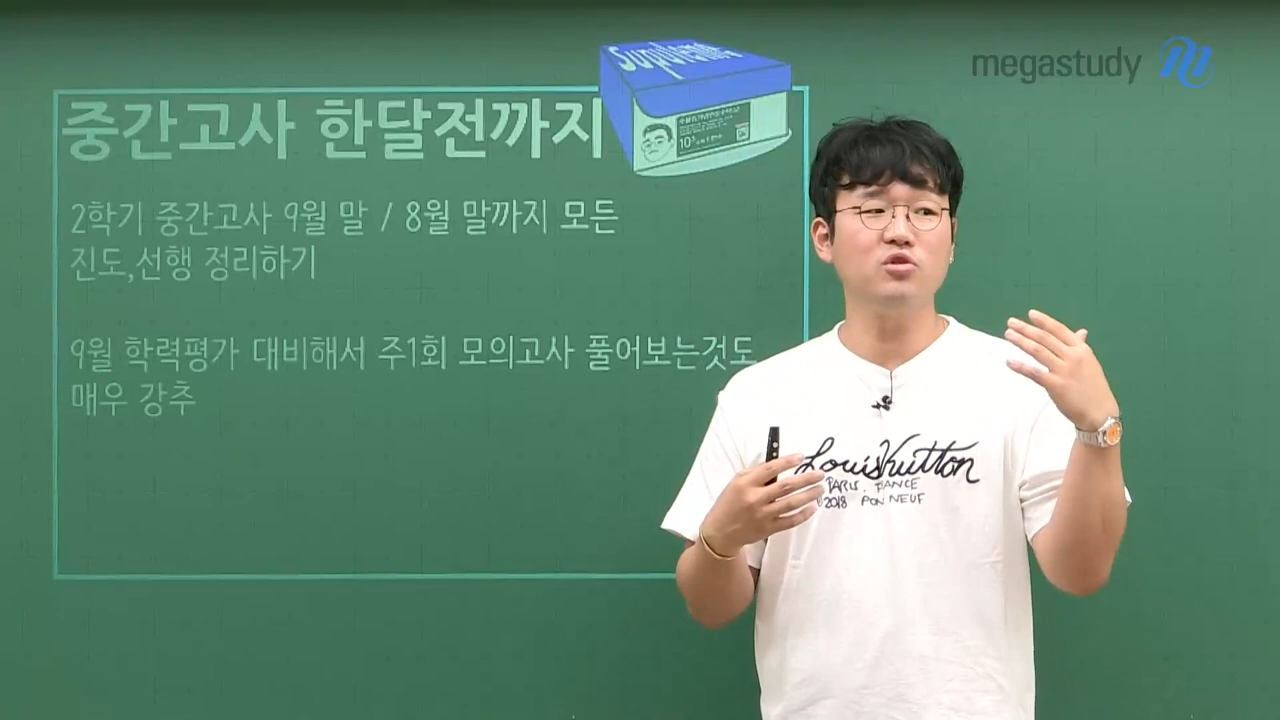 megastudy
중간고사 한달전까지
2학기 중간고사 9월 말 / 8월 말까지 모든
진도,선행 정리하기
9월 학력평가 대비해서 주1회 모의고사 풀어보는것도
매우 강추
Louis Vuitton
PARIS, FRANCE
2018 PON NEUF